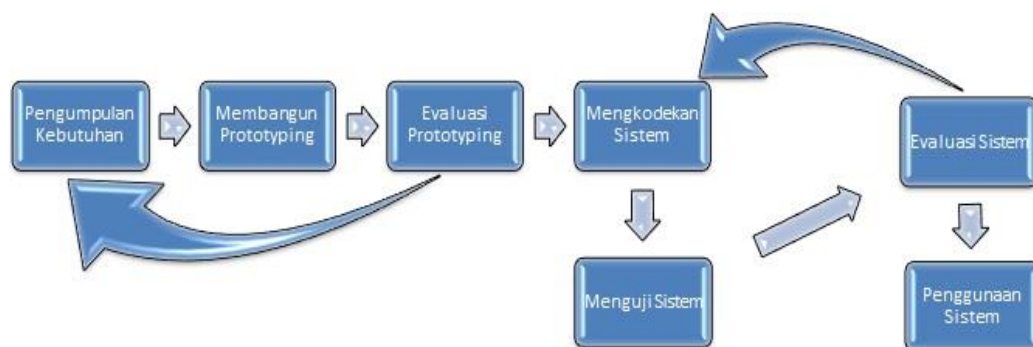 Pengumpulan
Kebutuhan
Membangun
Prototyping
Evaluasi
Prototyping
Mengkodekan
Sistem
Evaluasi Sistem
Menguji Sistem
Penggunaan
Sistem